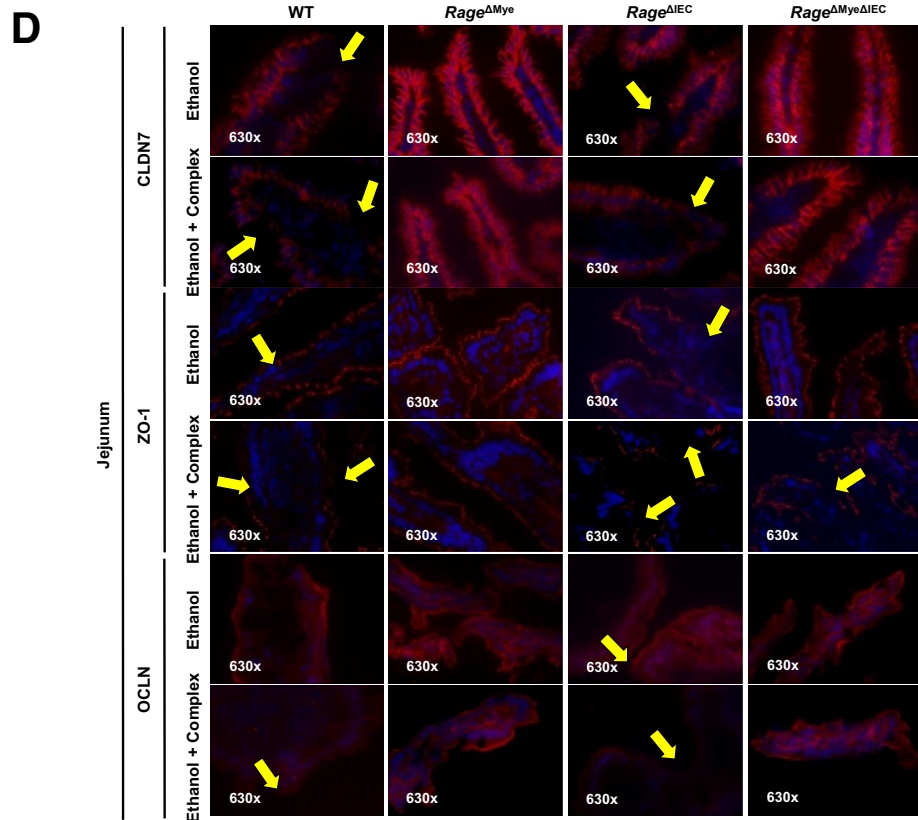 D
WT
Rage^ΔMye
Rage^ΔIEC
Rage^ΔMyeΔIEC
Jejunum
CLDN7
Ethanol
630x
630x
630x
630x
Ethanol + Complex
630x
630x
630x
630x
ZO-1
Ethanol
630x
630x
630x
630x
Ethanol + Complex
630x
630x
630x
630x
OCLN
Ethanol
630x
630x
630x
630x
Ethanol + Complex
630x
630x
630x
630x